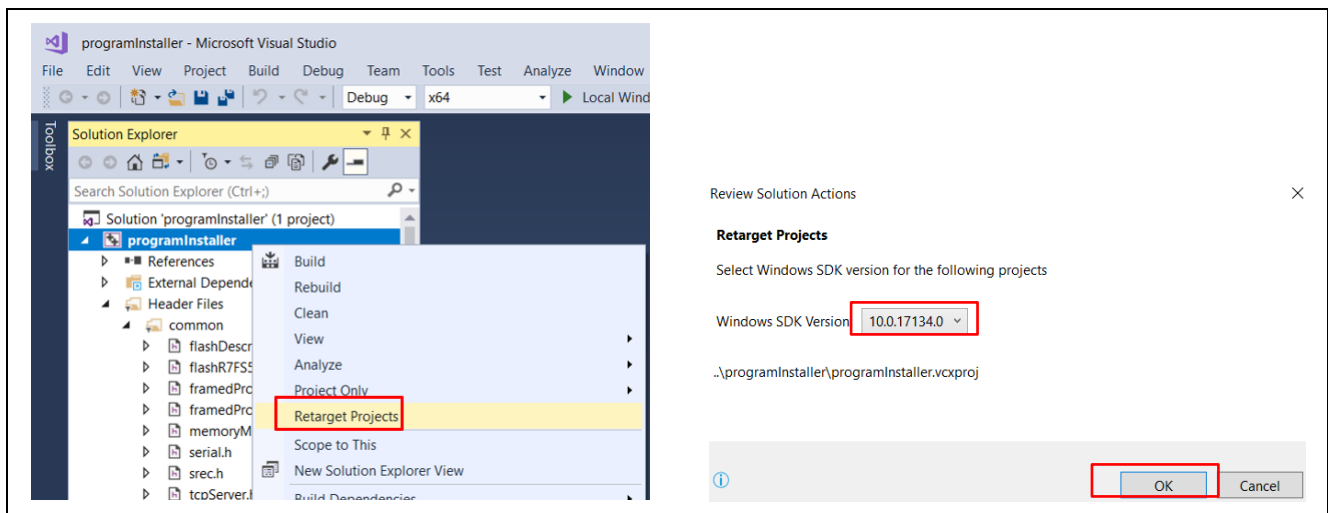 programInstaller - Microsoft Visual Studio
File Edit View Project Build Debug Team Tools Test Analyze Window
Debug x64 Local Wind
Toolbox
Solution Explorer
Search Solution Explorer (Ctrl+;)
Solution 'programInstaller' (1 project)
programInstaller
References
External Depende
Header Files
common
flashDescr
flashR7FS5
framedPro
framedPro
memoryM
serial.h
srec.h
tcpServer.h
Build
Rebuild
Clean
View
Analyze
Project Only
Retarget Projects
Scope to This
New Solution Explorer View
Build Dependencies
Review Solution Actions
Retarget Projects
Select Windows SDK version for the following projects
Windows SDK Version 10.0.17134.0
..\programInstaller\programInstaller.vcxproj
OK Cancel